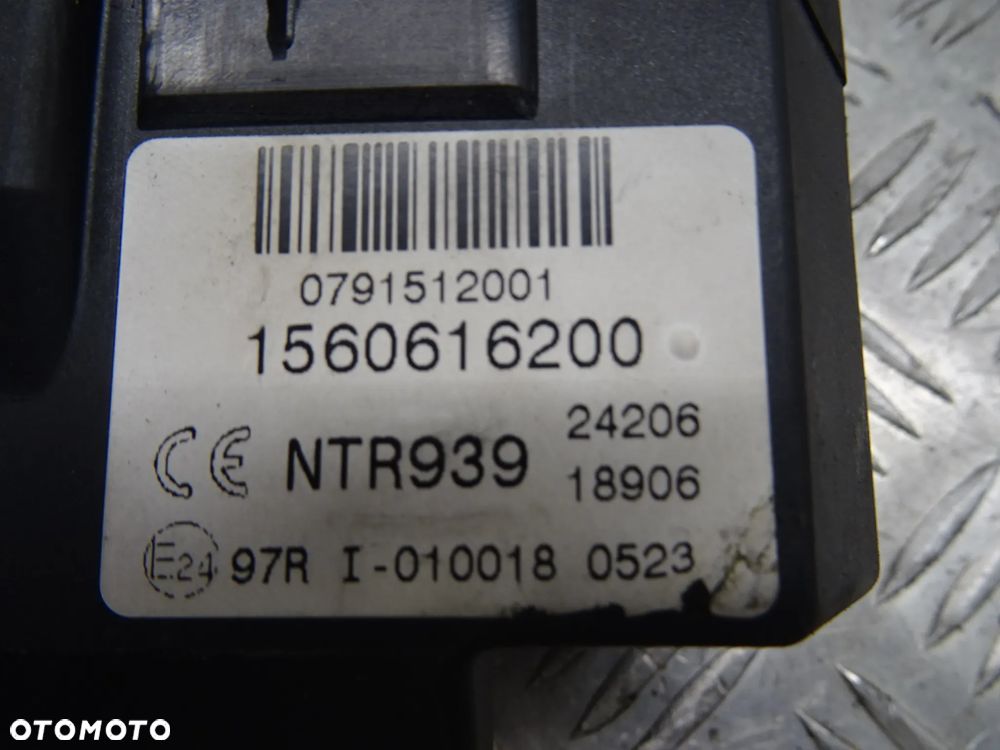 0791512001
1560616200
CE NTR939 24206
18906
E24 97R I-010018 0523
OTOMOTO